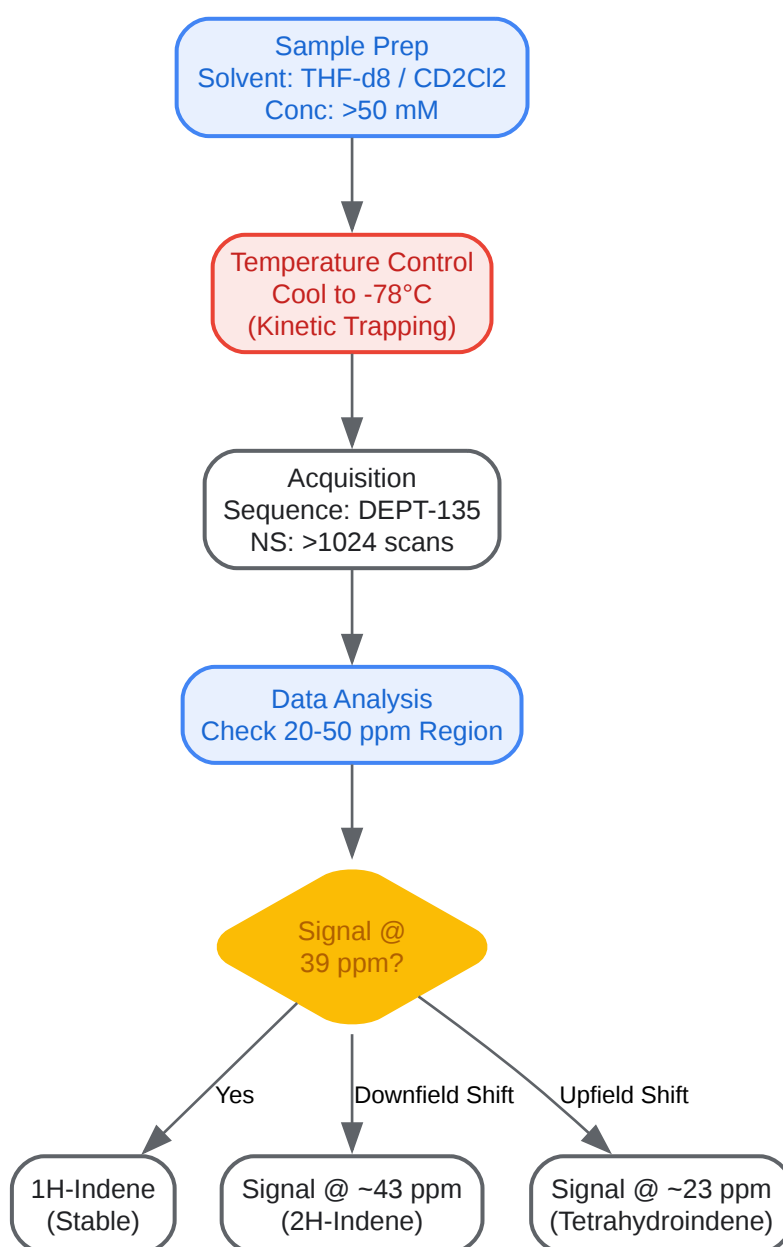 Sample Prep
Solvent: THF-d8 / CD2Cl2
Conc: >50 mM
Temperature Control
Cool to -78°C
(Kinetic Trapping)
Acquisition
Sequence: DEPT-135
NS: >1024 scans
Data Analysis
Check 20-50 ppm Region
Signal @
39 ppm?
Yes
Downfield Shift
Upfield Shift
1H-Indene
(Stable)
Signal @ ~43 ppm
(2H-Indene)
Signal @ ~23 ppm
(Tetrahydroindene)